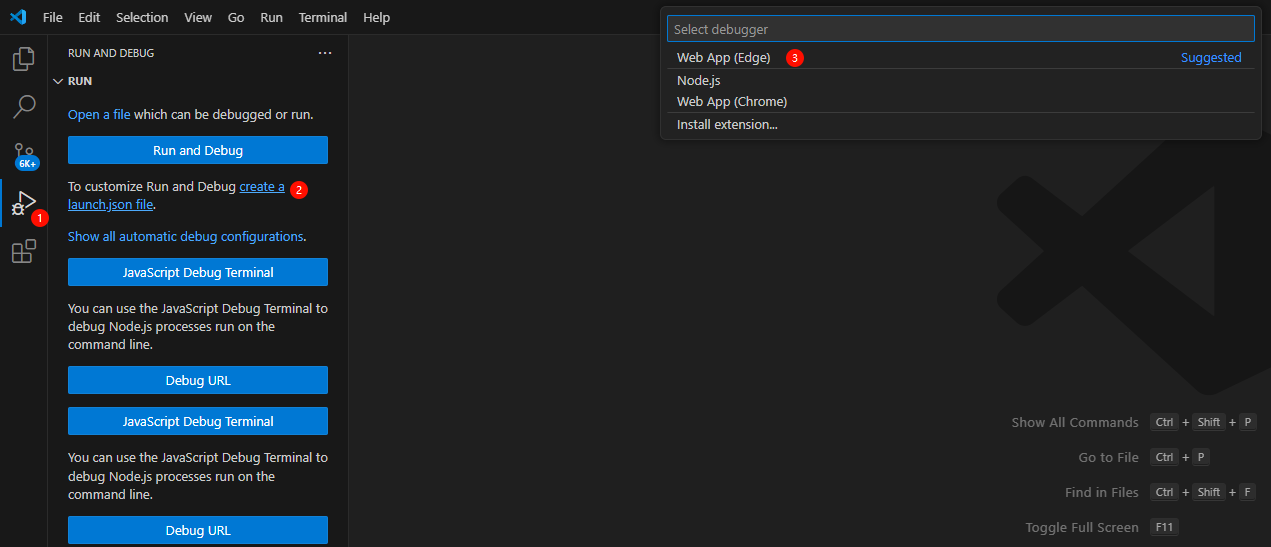 File Edit Selection View Go Run Terminal Help
Select debugger
Web App (Edge) 3 Suggested
Node.js
Web App (Chrome)
Install extension...
RUN AND DEBUG ...
RUN
Open a file which can be debugged or run.
Run and Debug
6K+
To customize Run and Debug create a 2
launch.json file.
1
Show all automatic debug configurations.
JavaScript Debug Terminal
You can use the JavaScript Debug Terminal to
debug Node.js processes run on the
command line.
Debug URL
JavaScript Debug Terminal
You can use the JavaScript Debug Terminal to
debug Node.js processes run on the
command line.
Debug URL
Show All Commands Ctrl + Shift + P
Go to File Ctrl + P
Find in Files Ctrl + Shift + F
Toggle Full Screen F11